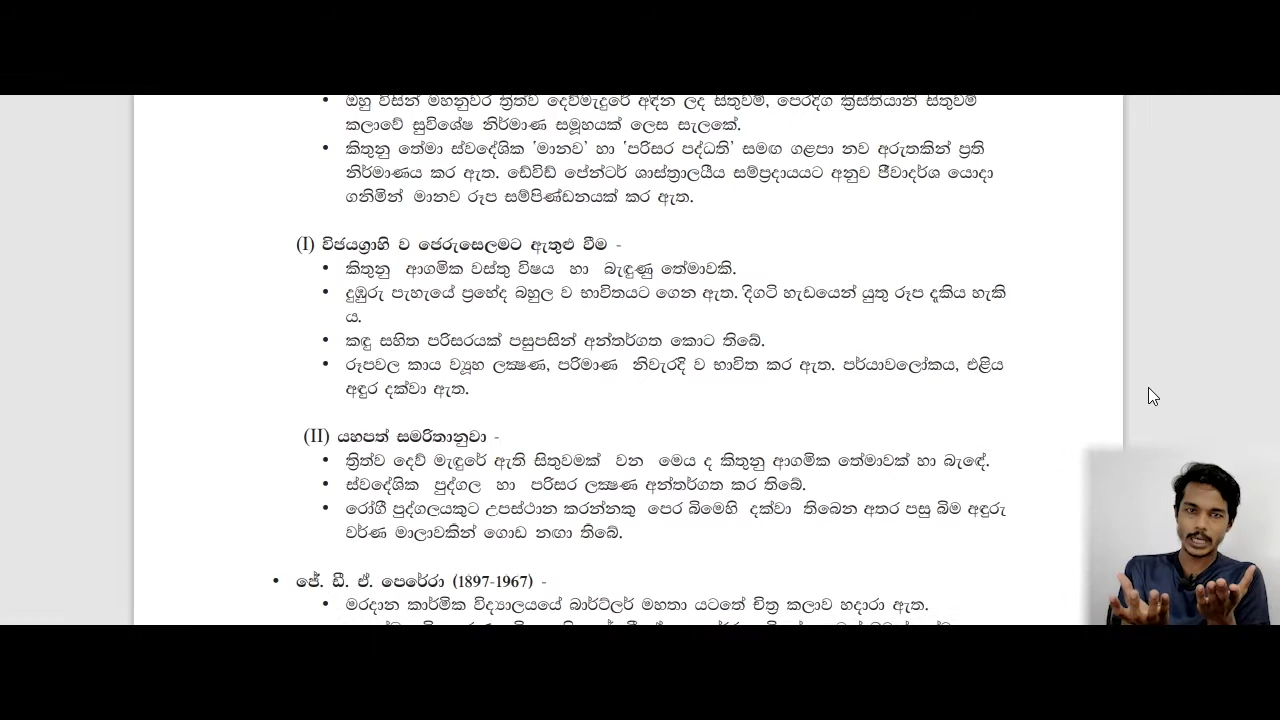 ඔහු විසින් මහනුවර ත්‍රිත්ව දෙව්මැදුරේ අඳින ලද සිතුවම්, පෙරදිග ක්‍රිස්තියානි සිතුවම්
කලාවේ සුවිශේෂ නිර්මාණ සමූහයක් ලෙස සැලකේ.
කිතුනු තේමා ස්වදේශික 'මානව' හා 'පරිසර පද්ධති' සමඟ ගළපා නව අරුතකින් ප්‍රති
නිර්මාණය කර ඇත. ඩේවිඩ් පේන්ටර් ශාස්ත්‍රාලයීය සම්ප්‍රදායයට අනුව ජීවාදර්ශ යොදා
ගනිමින් මානව රූප සම්පිණ්ඩනයක් කර ඇත.
(I) විජයග්‍රාහි ව ජෙරුසෙලමට ඇතුළු වීම -
කිතුනු ආගමික වස්තු විෂය හා බැඳුණු තේමාවකි.
දුඹුරු පැහැයේ ප්‍රභේද බහුල ව භාවිතයට ගෙන ඇත. දිගටි හැඩයෙන් යුතු රූප දැකිය හැකි
ය.
කඳු සහිත පරිසරයක් පසුපසින් අන්තර්ගත කොට තිබේ.
රූපවල කාය ව්‍යූහ ලක්‍ෂණ, පරිමාණ නිවැරදි ව භාවිත කර ඇත. පර්යාවලෝකය, එළිය
අඳුර දක්වා ඇත.
(II) යහපත් සමරිතානුවා -
ත්‍රිත්ව දෙව් මැඳුරේ ඇති සිතුවමක් වන මෙය ද කිතුනු ආගමික තේමාවක් හා බැඳේ.
ස්වදේශික පුද්ගල හා පරිසර ලක්‍ෂණ අන්තර්ගත කර තිබේ.
රෝගී පුද්ගලයකුට උපස්ථාන කරන්නකු පෙර බිමෙහි දක්වා තිබෙන අතර පසු බිම අඳුරු
වර්ණ මාලාවකින් ගොඩ නඟා තිබේ.
ජේ. ඩී. ඒ. පෙරේරා (1897-1967) -
මරදාන කාර්මික විද්‍යාලයයේ බාර්ට්ලර් මහතා යටතේ චිත්‍ර කලාව හදාරා ඇත.